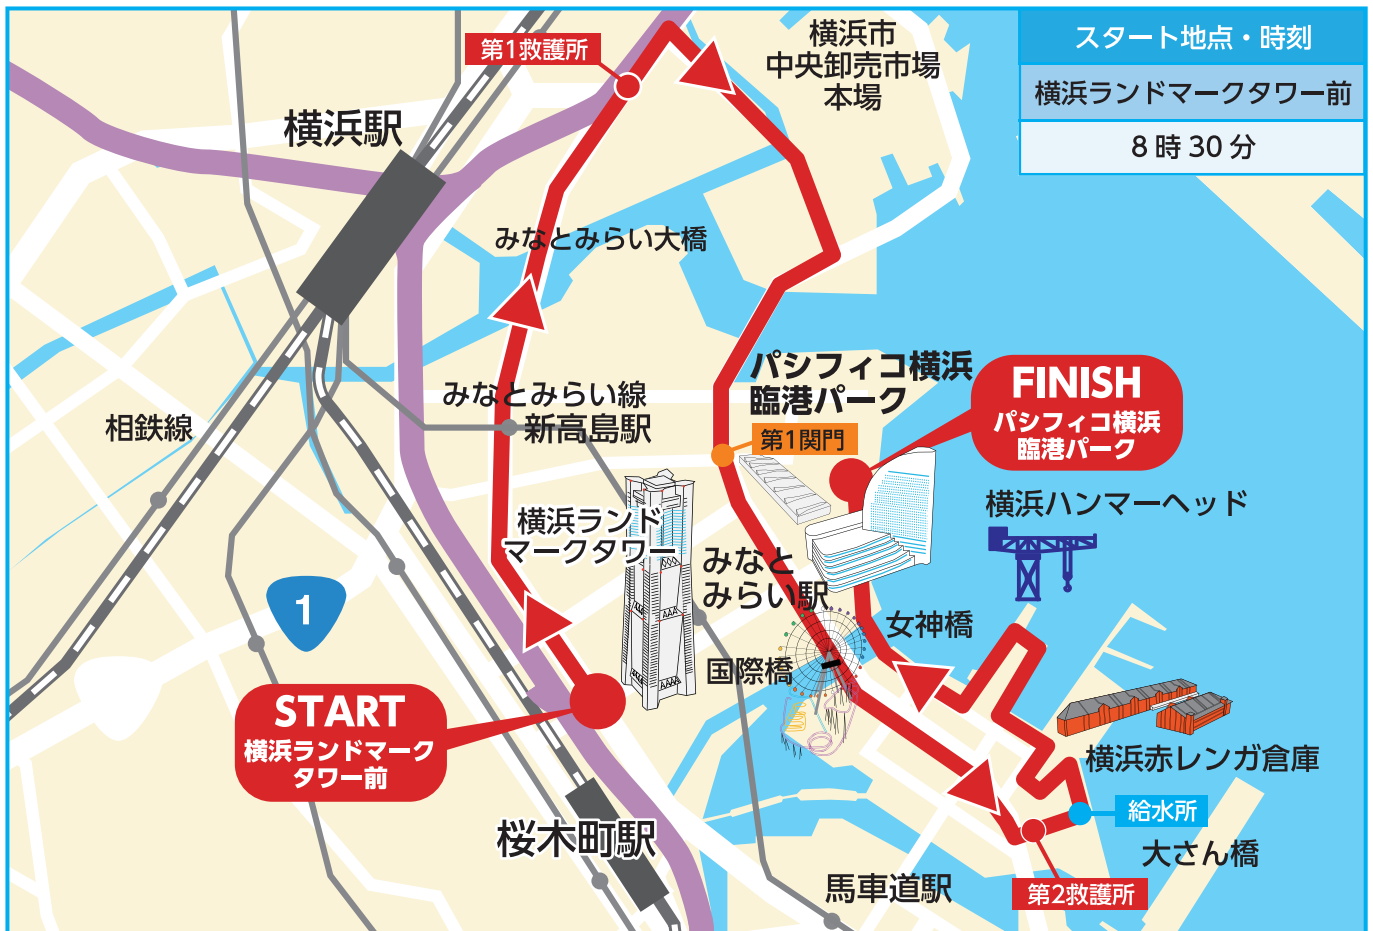 スタート地点・時刻
横浜ランドマークタワー前
8時30分
横浜市
中央卸売市場
本場
第1救護所
横浜駅
みなとみらい大橋
みなとみらい線
新高島駅
相鉄線
パシフィコ横浜
臨港パーク
第1関門
FINISH
パシフィコ横浜
臨港パーク
横浜ハンマーヘッド
横浜ランド
マークタワー
みなと
みらい駅
1
女神橋
国際橋
START
横浜ランドマーク
タワー前
横浜赤レンガ倉庫
給水所
桜木町駅
大さん橋
馬車道駅
第2救護所